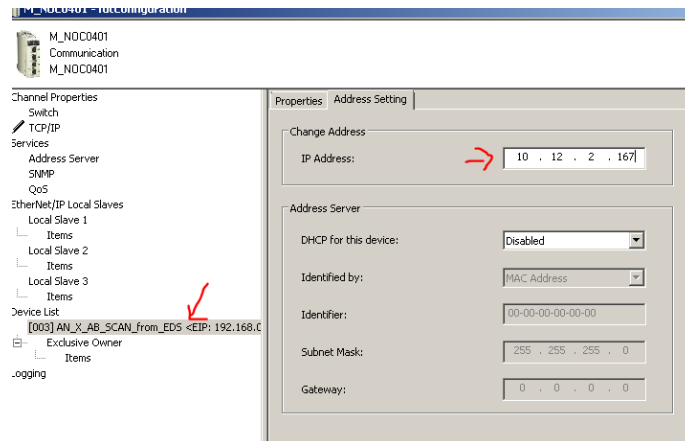 M_NOC0401 - fdtConfiguration
M_NOC0401
Communication
M_NOC0401
Channel Properties
Switch
TCP/IP
Services
Address Server
SNMP
QoS
EtherNet/IP Local Slaves
Local Slave 1
Items
Local Slave 2
Items
Local Slave 3
Items
Device List
[003] AN_X_AB_SCAN_from_EDS <EIP: 192.168.0
Exclusive Owner
Items
Logging
Properties Address Setting
Change Address
IP Address: 10 . 12 . 2 . 167
Address Server
DHCP for this device: Disabled
Identified by: MAC Address
Identifier: 00-00-00-00-00-00
Subnet Mask: 255 . 255 . 255 . 0
Gateway: 0 . 0 . 0 . 0